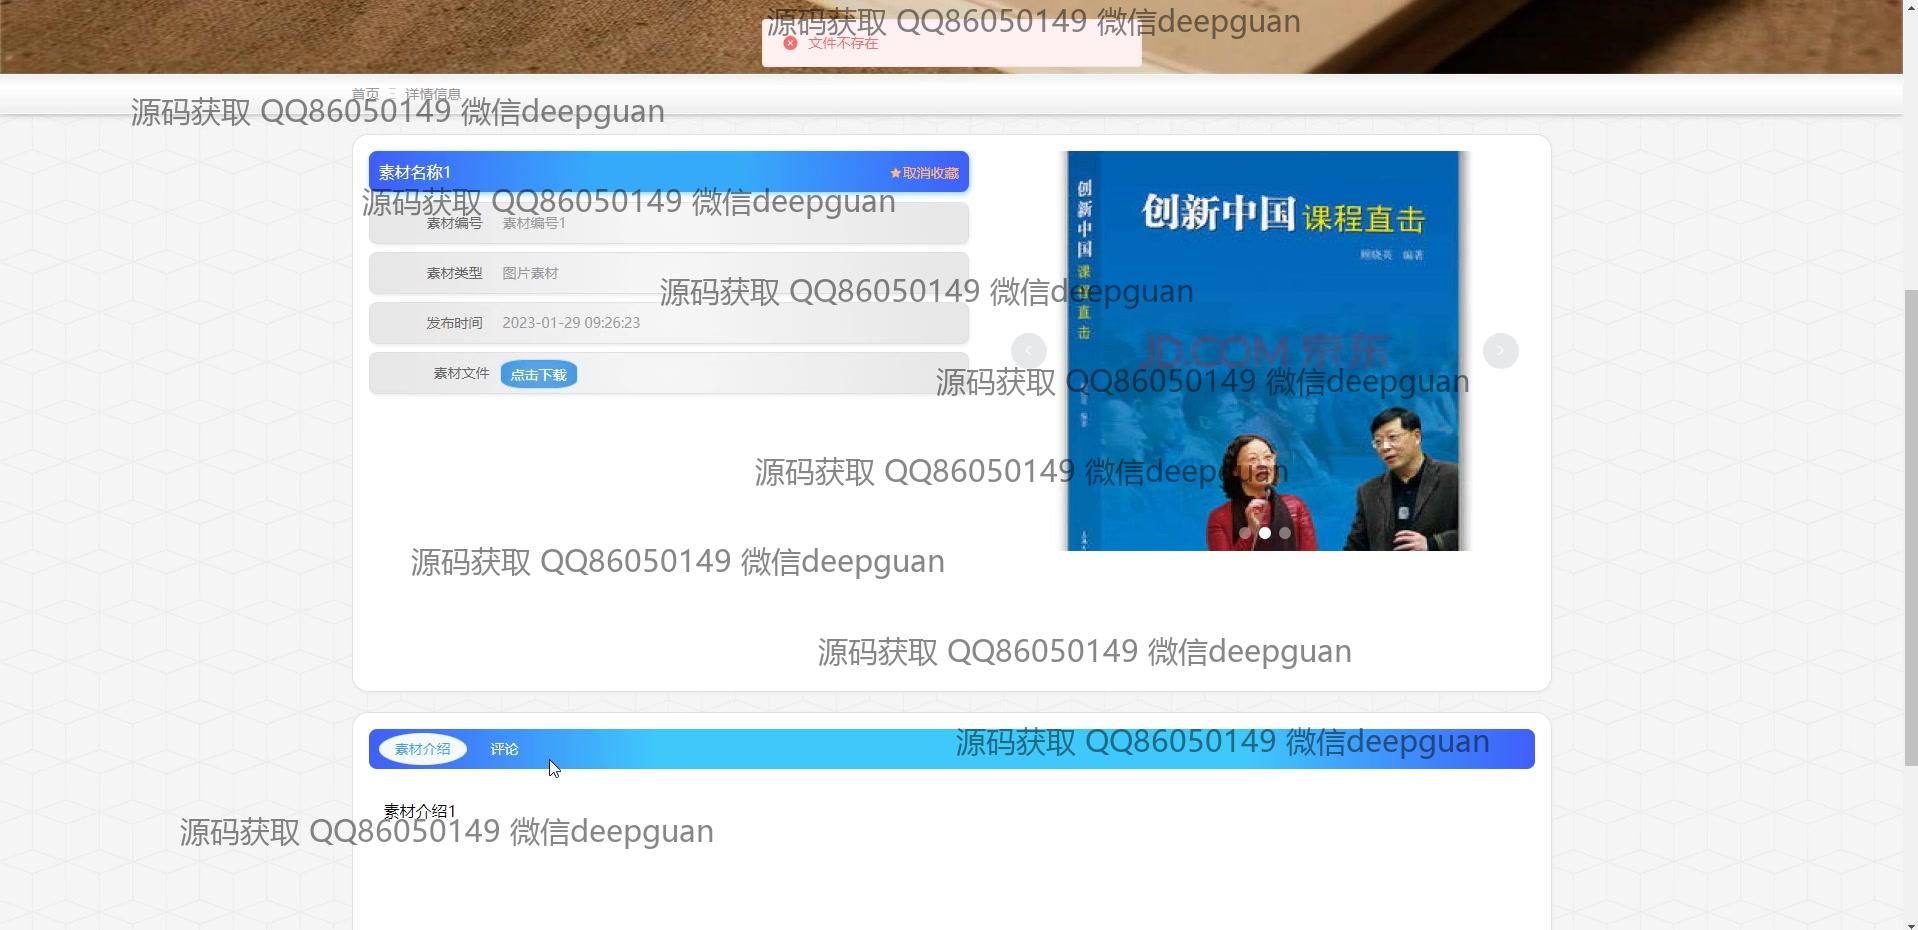 源码获取 QQ86050149 微信deepguan
文件不存在
首页
详情信息
源码获取 QQ86050149 微信deepguan
素材名称1
取消收藏
源码获取 QQ86050149 微信deepguan
素材编号 素材编号1
素材类型 图片素材
源码获取 QQ86050149 微信deepguan
发布时间 2023-01-29 09:26:23
素材文件 点击下载
创新中国课程直击
创新中国 课程直击
顾晓英 编著
JD.COM 京东
源码获取 QQ86050149 微信deepguan
源码获取 QQ86050149 微信deepguan
源码获取 QQ86050149 微信deepguan
源码获取 QQ86050149 微信deepguan
源码获取 QQ86050149 微信deepguan
素材介绍 评论
素材介绍1
源码获取 QQ86050149 微信deepguan